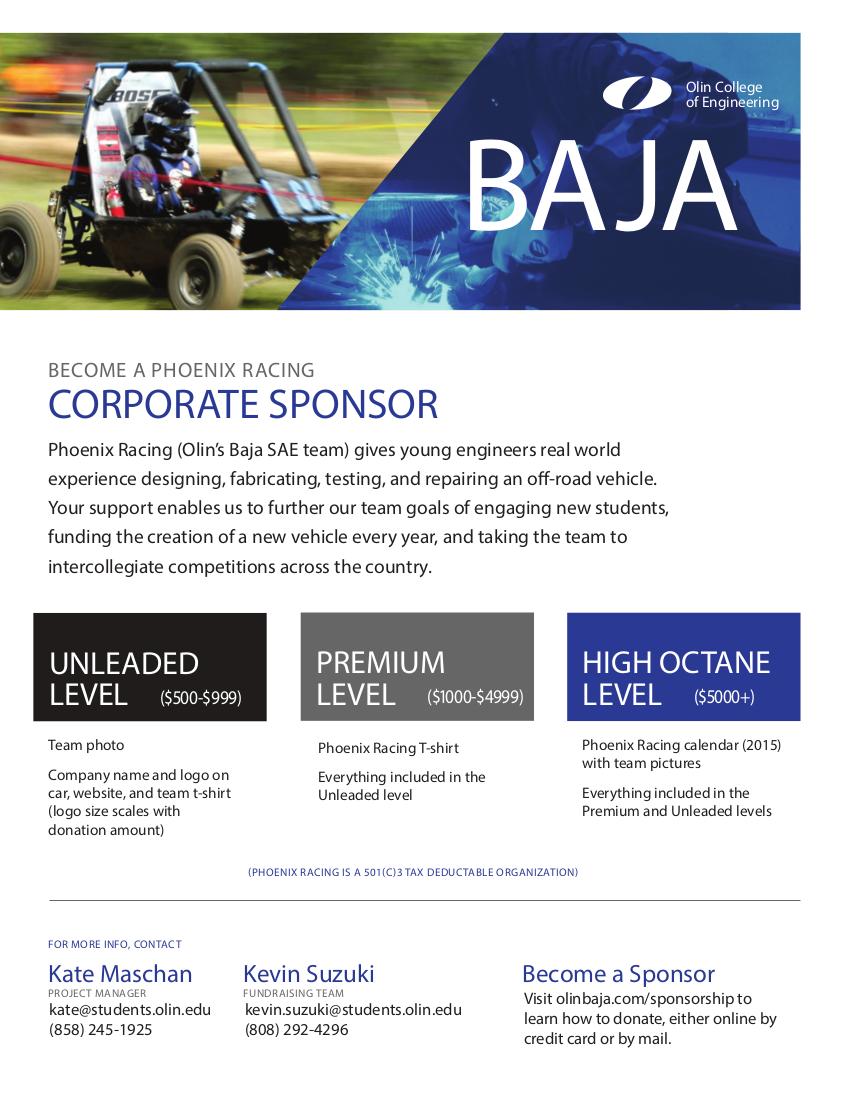 BOSE
Olin College
of Engineering
BAJA
BECOME A PHOENIX RACING
CORPORATE SPONSOR
Phoenix Racing (Olin's Baja SAE team) gives young engineers real world
experience designing, fabricating, testing, and repairing an off-road vehicle.
Your support enables us to further our team goals of engaging new students,
funding the creation of a new vehicle every year, and taking the team to
intercollegiate competitions across the country.
UNLEADED
LEVEL ($500-$999)
Team photo
Company name and logo on
car, website, and team t-shirt
(logo size scales with
donation amount)
PREMIUM
LEVEL ($1000-$4999)
Phoenix Racing T-shirt
Everything included in the
Unleaded level
HIGH OCTANE
LEVEL ($5000+)
Phoenix Racing calendar (2015)
with team pictures
Everything included in the
Premium and Unleaded levels
(PHOENIX RACING IS A 501(C)3 TAX DEDUCTABLE ORGANIZATION)
FOR MORE INFO, CONTACT
Kate Maschan
PROJECT MANAGER
kate@students.olin.edu
(858) 245-1925
Kevin Suzuki
FUNDRAISING TEAM
kevin.suzuki@students.olin.edu
(808) 292-4296
Become a Sponsor
Visit olinbaja.com/sponsorship to
learn how to donate, either online by
credit card or by mail.